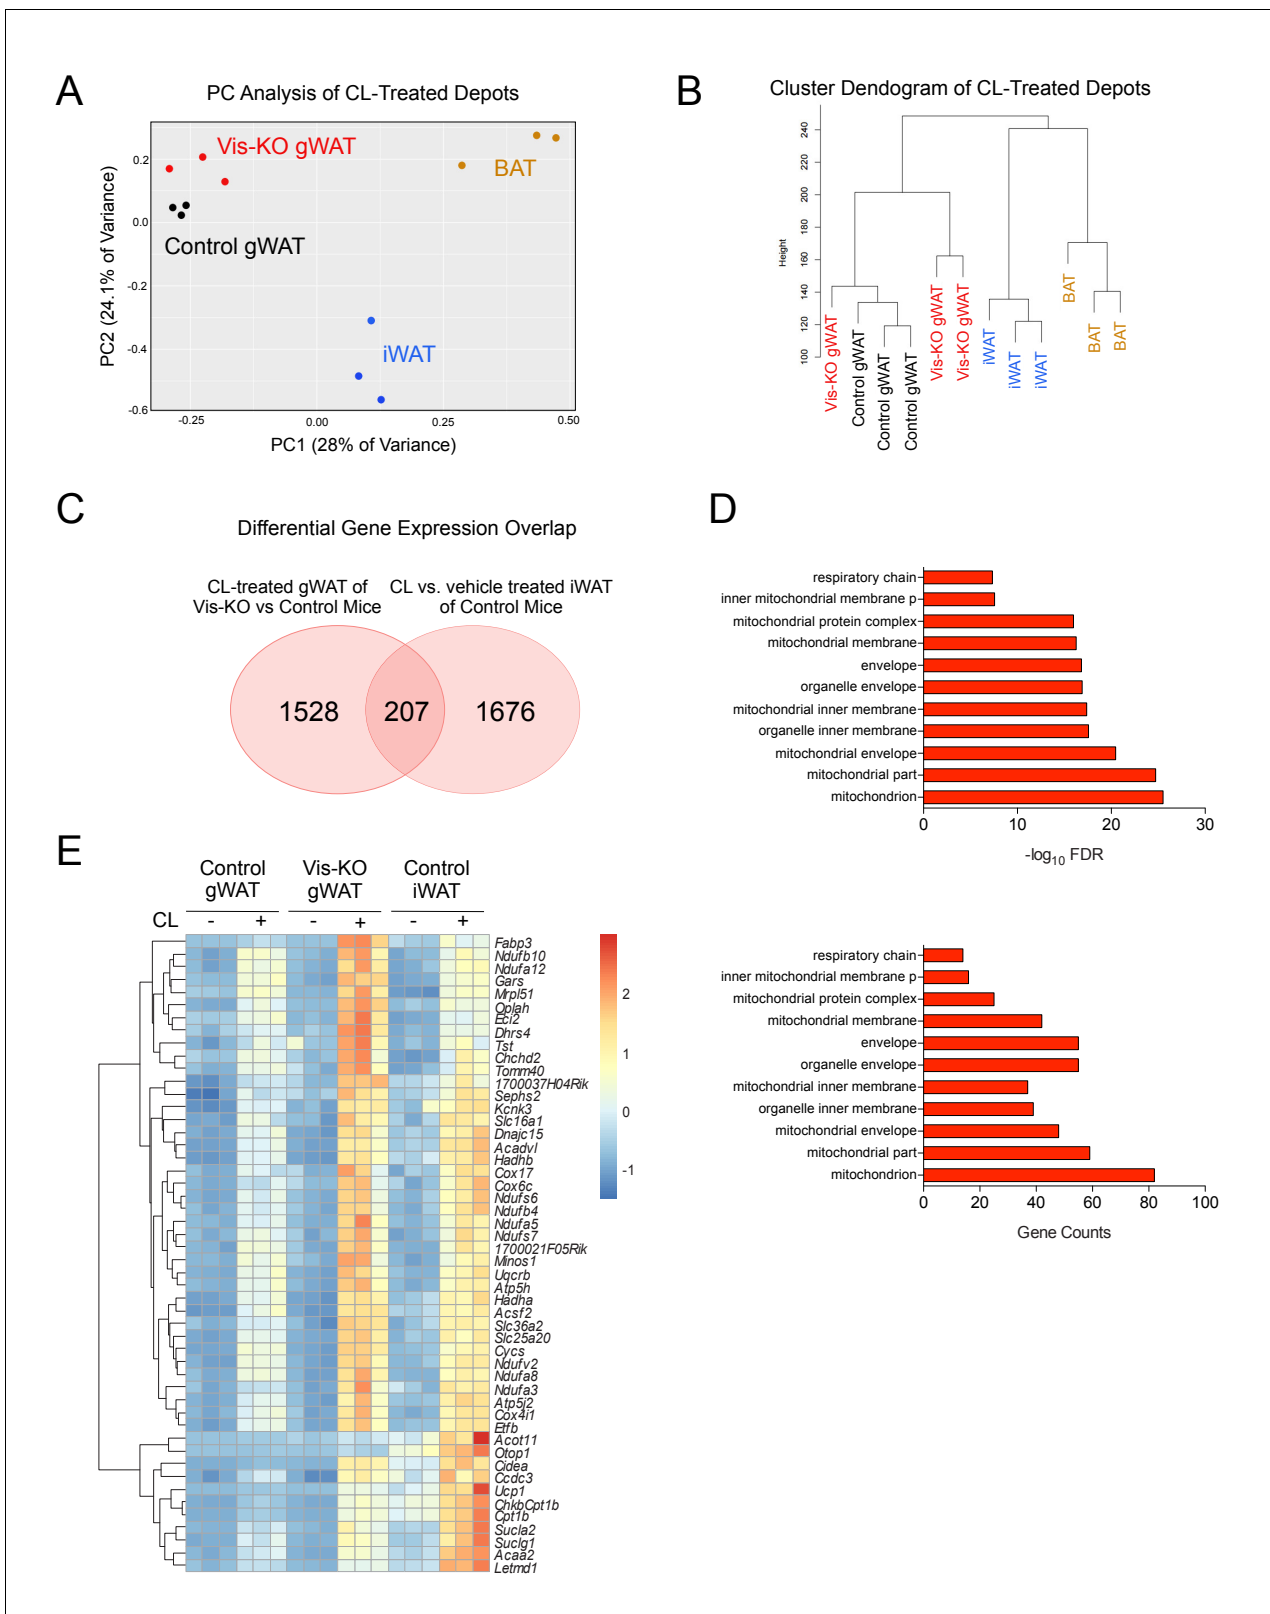 A
PC Analysis of CL-Treated Depots
Vis-KO gWAT
BAT
Control gWAT
iWAT
PC2 (24.1% of Variance)
0.2
0.0
-0.2
-0.4
-0.6
-0.25
0.00
0.25
0.50
PC1 (28% of Variance)
B
Cluster Dendogram of CL-Treated Depots
Height
240
220
200
180
160
140
120
100
Vis-KO gWAT
Control gWAT
Control gWAT
Control gWAT
Vis-KO gWAT
Vis-KO gWAT
iWAT
iWAT
iWAT
BAT
BAT
BAT
C
Differential Gene Expression Overlap
CL-treated gWAT of
Vis-KO vs Control Mice
CL vs. vehicle treated iWAT
of Control Mice
1528
207
1676
D
respiratory chain
inner mitochondrial membrane p
mitochondrial protein complex
mitochondrial membrane
envelope
organelle envelope
mitochondrial inner membrane
organelle inner membrane
mitochondrial envelope
mitochondrial part
mitochondrion
0
10
20
30
-log10 FDR
respiratory chain
inner mitochondrial membrane p
mitochondrial protein complex
mitochondrial membrane
envelope
organelle envelope
mitochondrial inner membrane
organelle inner membrane
mitochondrial envelope
mitochondrial part
mitochondrion
0
20
40
60
80
100
Gene Counts
E
Control
gWAT
Vis-KO
gWAT
Control
iWAT
CL - + - + - +
Fabp3
Ndufb10
Ndufa12
Gars
Mrpl51
Oplah
Eci2
Dhrs4
Tst
Chchd2
Tomm40
1700037H04Rik
Sephs2
Kcnk3
Slc16a1
Dnajc15
Acadvl
Hadhb
Cox17
Cox6c
Ndufs6
Ndufb4
Ndufa5
Ndufs7
1700021F05Rik
Minos1
Uqcrb
Atp5h
Hadha
Acsf2
Slc36a2
Slc25a20
Cycs
Ndufv2
Ndufa8
Ndufa3
Atp5j2
Cox4i1
Etfb
Acot11
Otop1
Cidea
Ccdc3
Ucp1
ChkbCpt1b
Cpt1b
Sucla2
Suclg1
Acaa2
Letmd1
2
1
0
-1